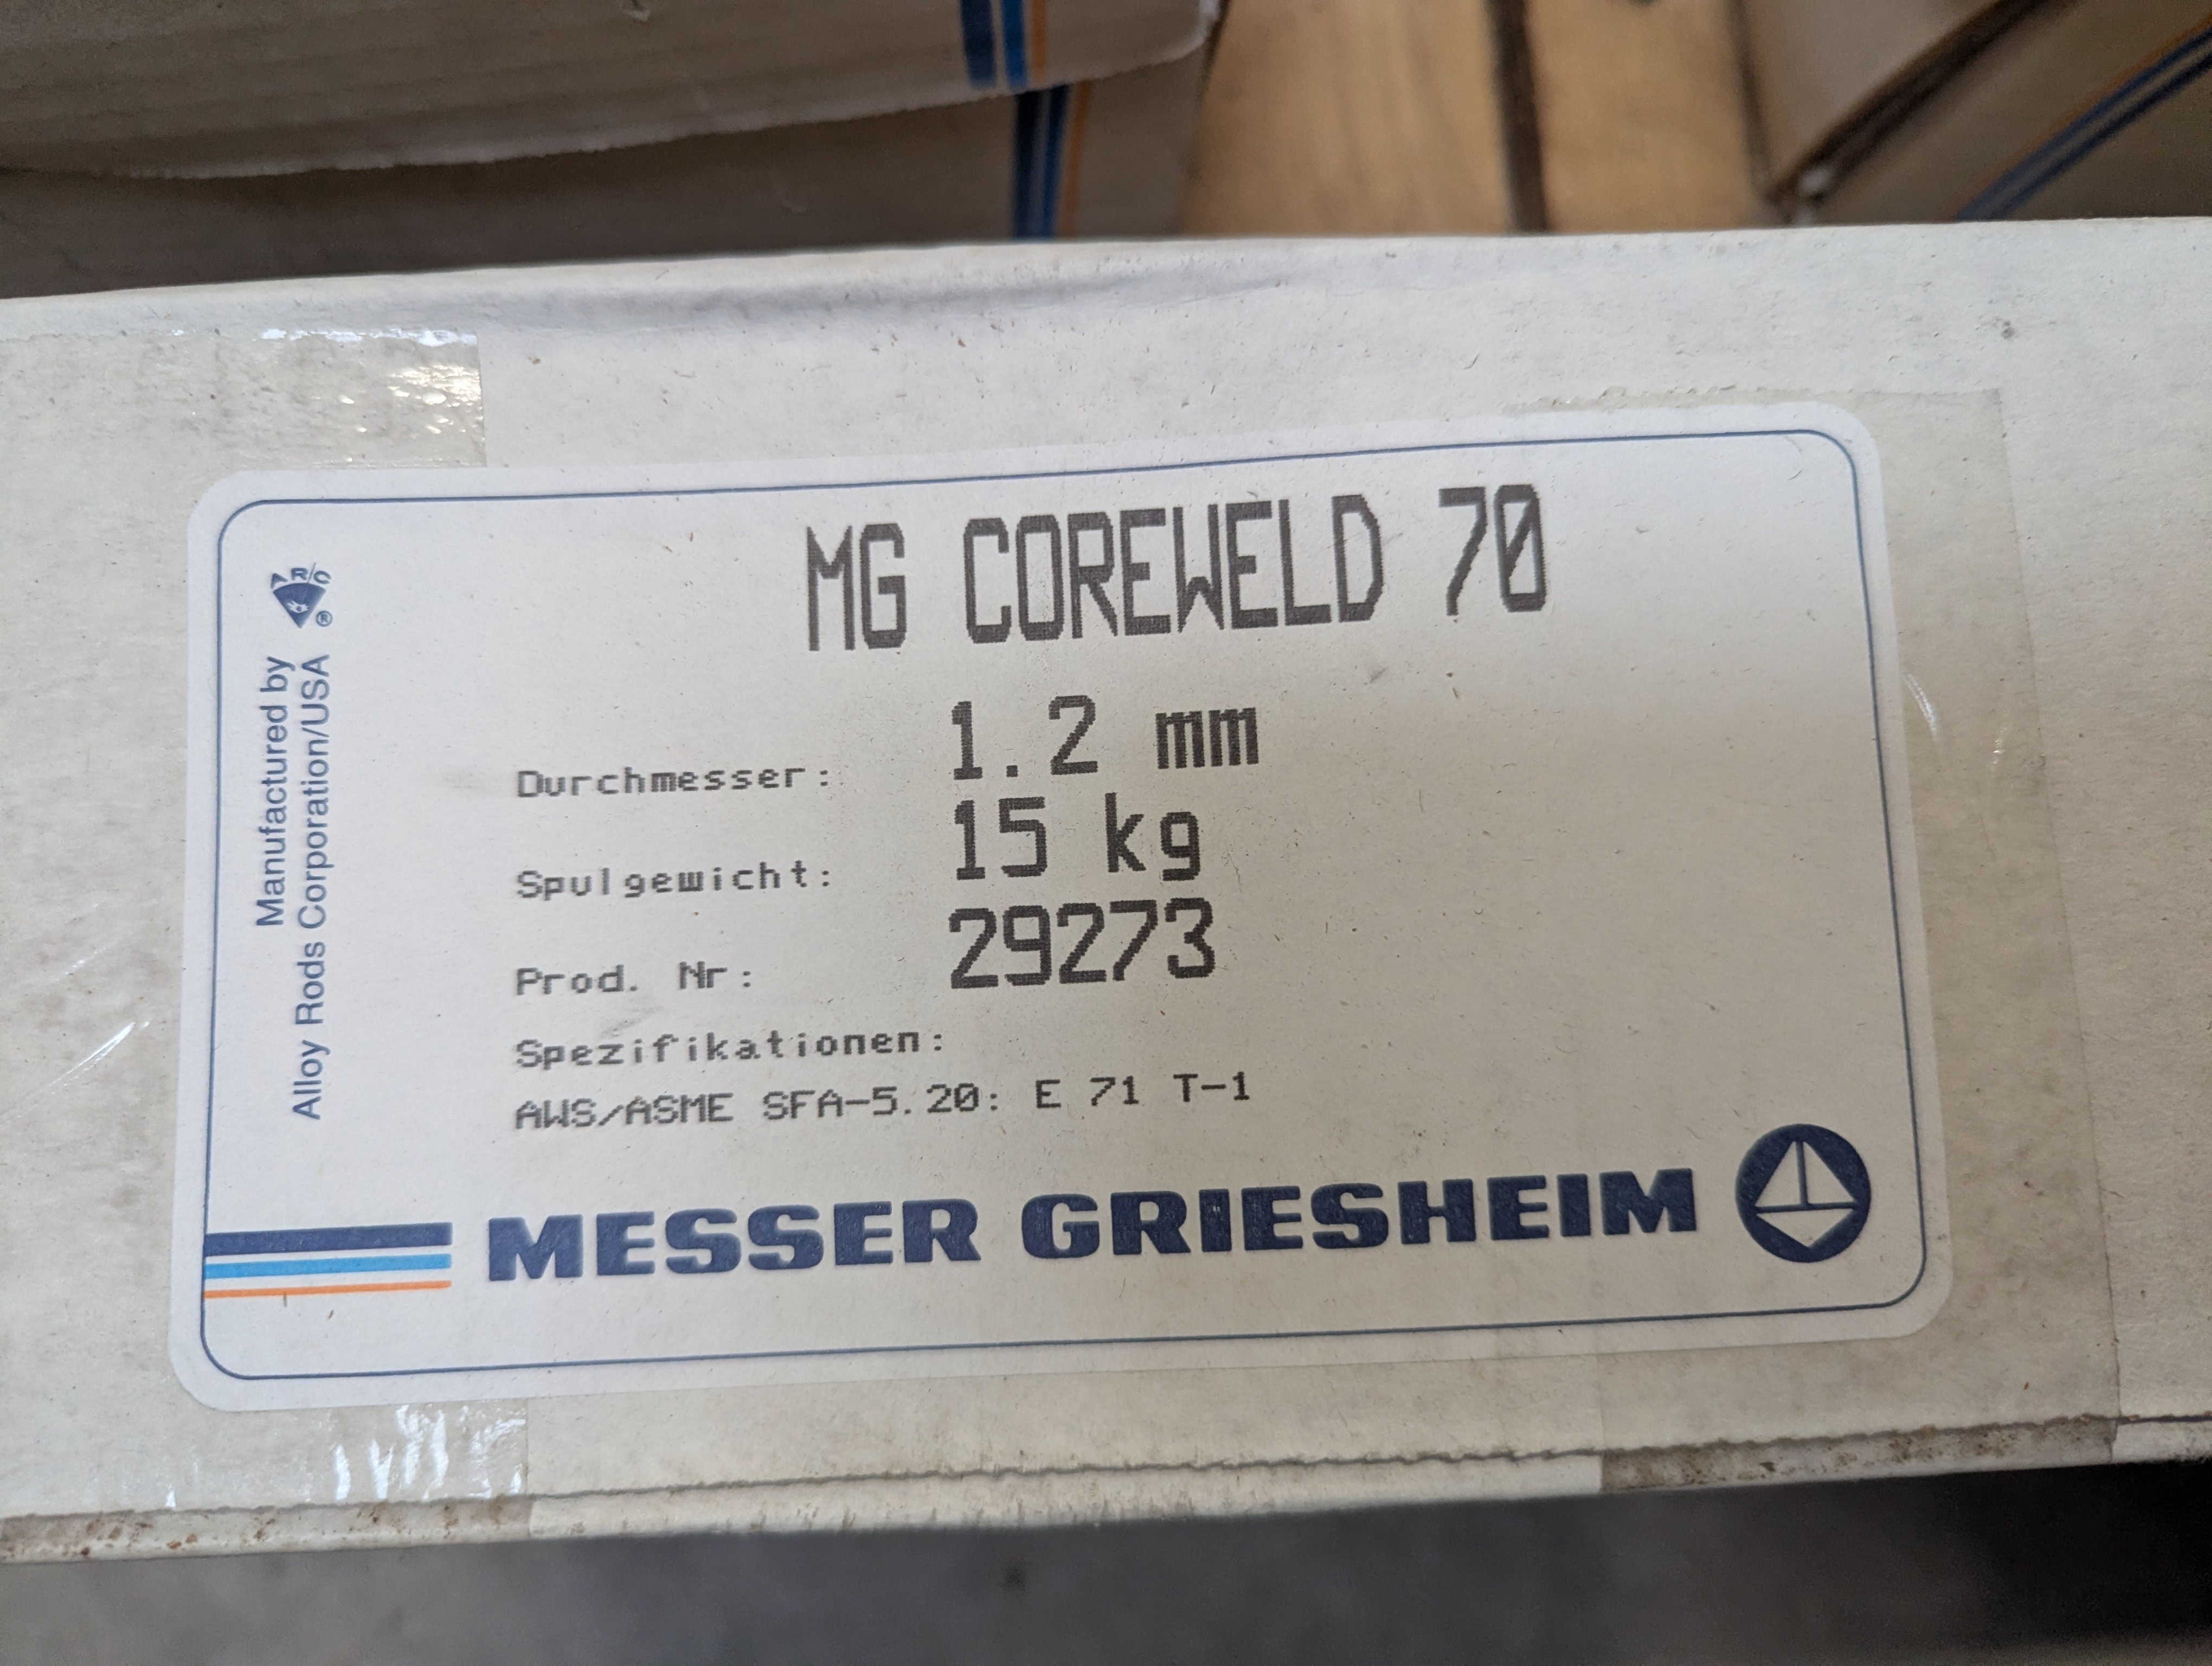 MG COREWELD 70
Durchmesser: 1.2 mm
Spulgewicht: 15 kg
Prod. Nr: 29273
Spezifikationen:
AWS/ASME SFA-5.20: E 71 T-1
MESSER GRIESHEIM
Manufactured by
Alloy Rods Corporation/USA
ARC®